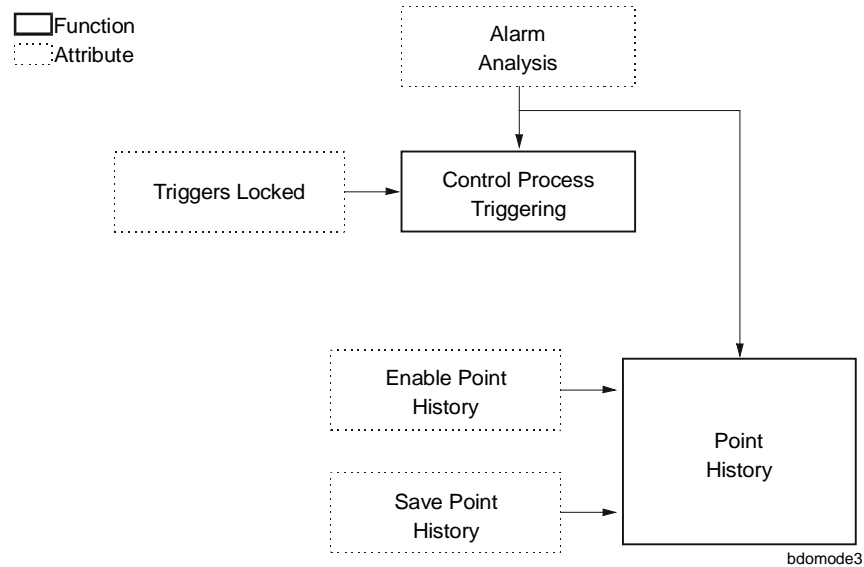 Function
Attribute
Alarm
Analysis
Triggers Locked
Control Process
Triggering
Enable Point
History
Save Point
History
Point
History
bdomode3